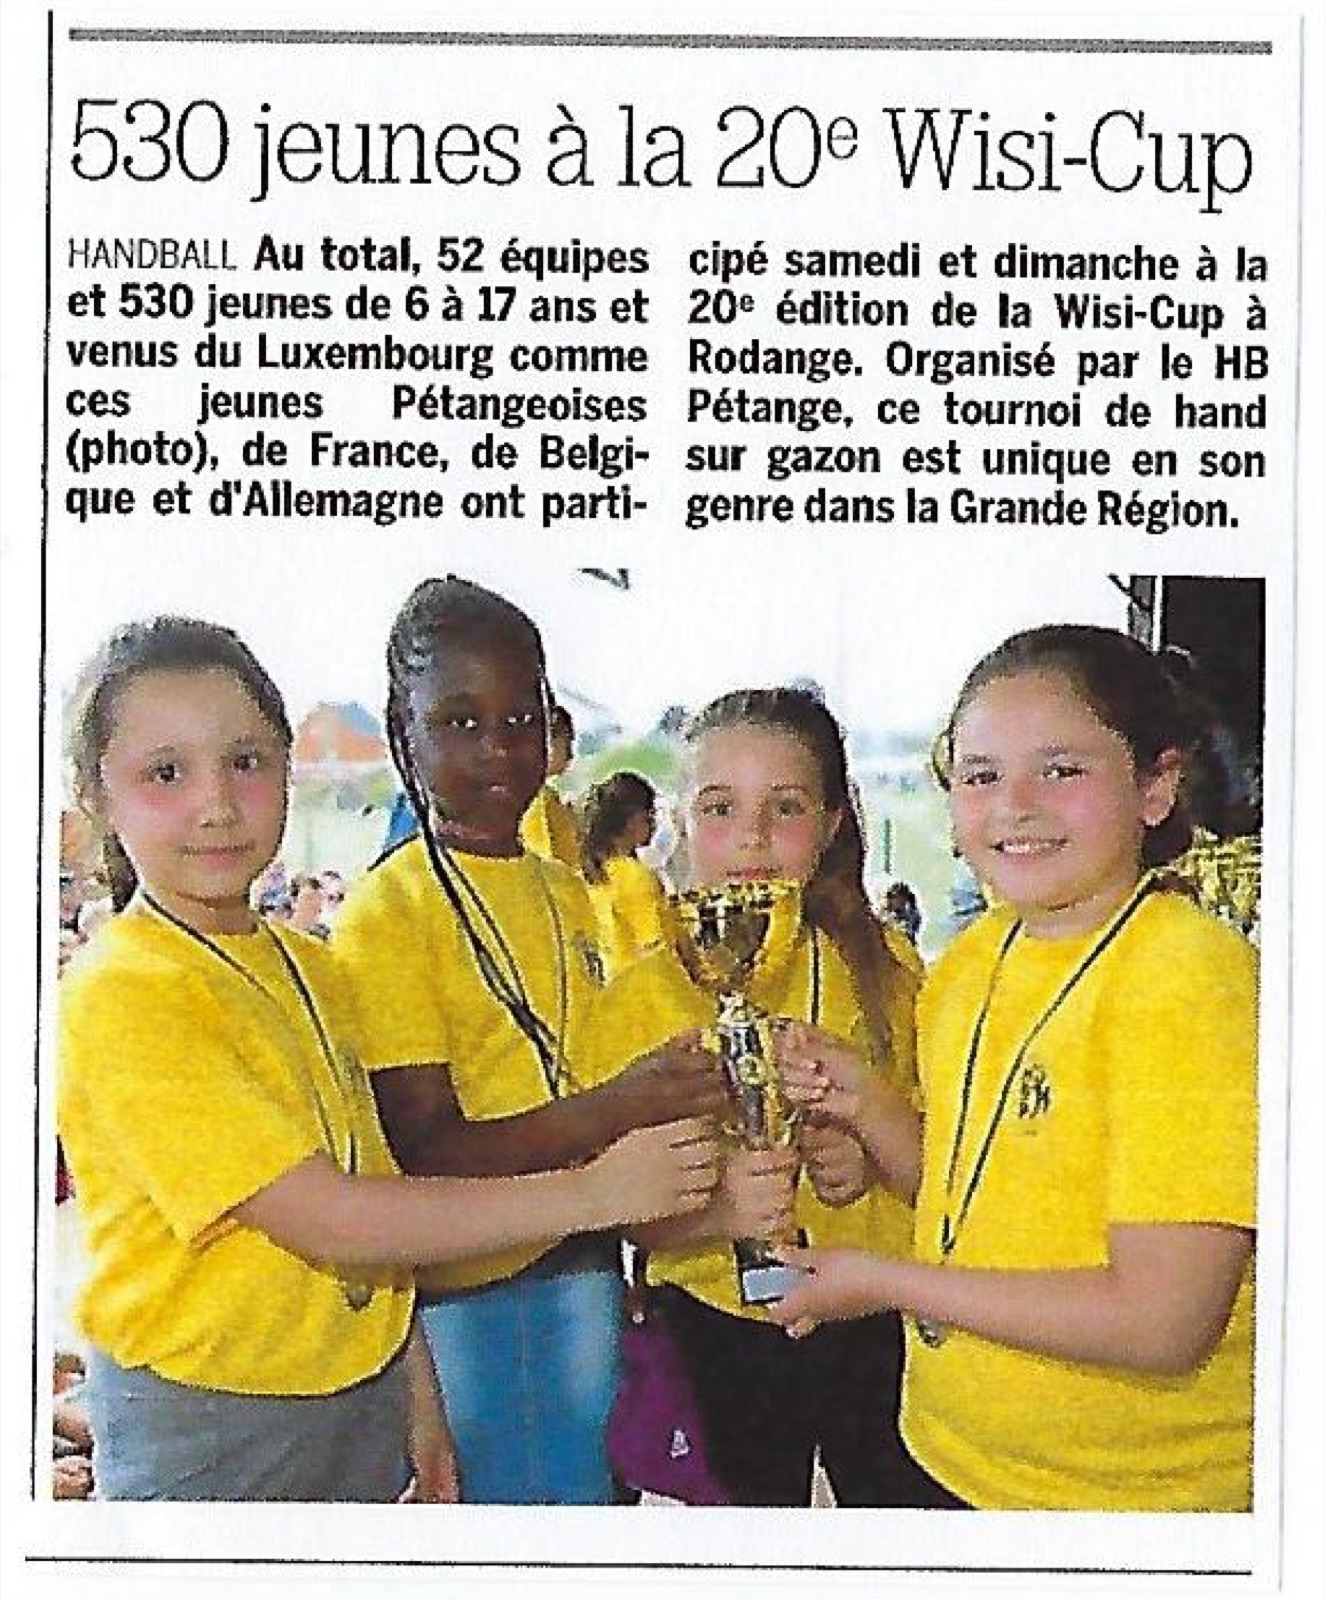 530 jeunes à la 20e Wisi-Cup
HANDBALL Au total, 52 équipes
et 530 jeunes de 6 à 17 ans et
venus du Luxembourg comme
ces jeunes Pétangeoises
(photo), de France, de Belgi-
que et d'Allemagne ont parti-
cipé samedi et dimanche à la
20e édition de la Wisi-Cup à
Rodange. Organisé par le HB
Pétange, ce tournoi de hand
sur gazon est unique en son
genre dans la Grande Région.